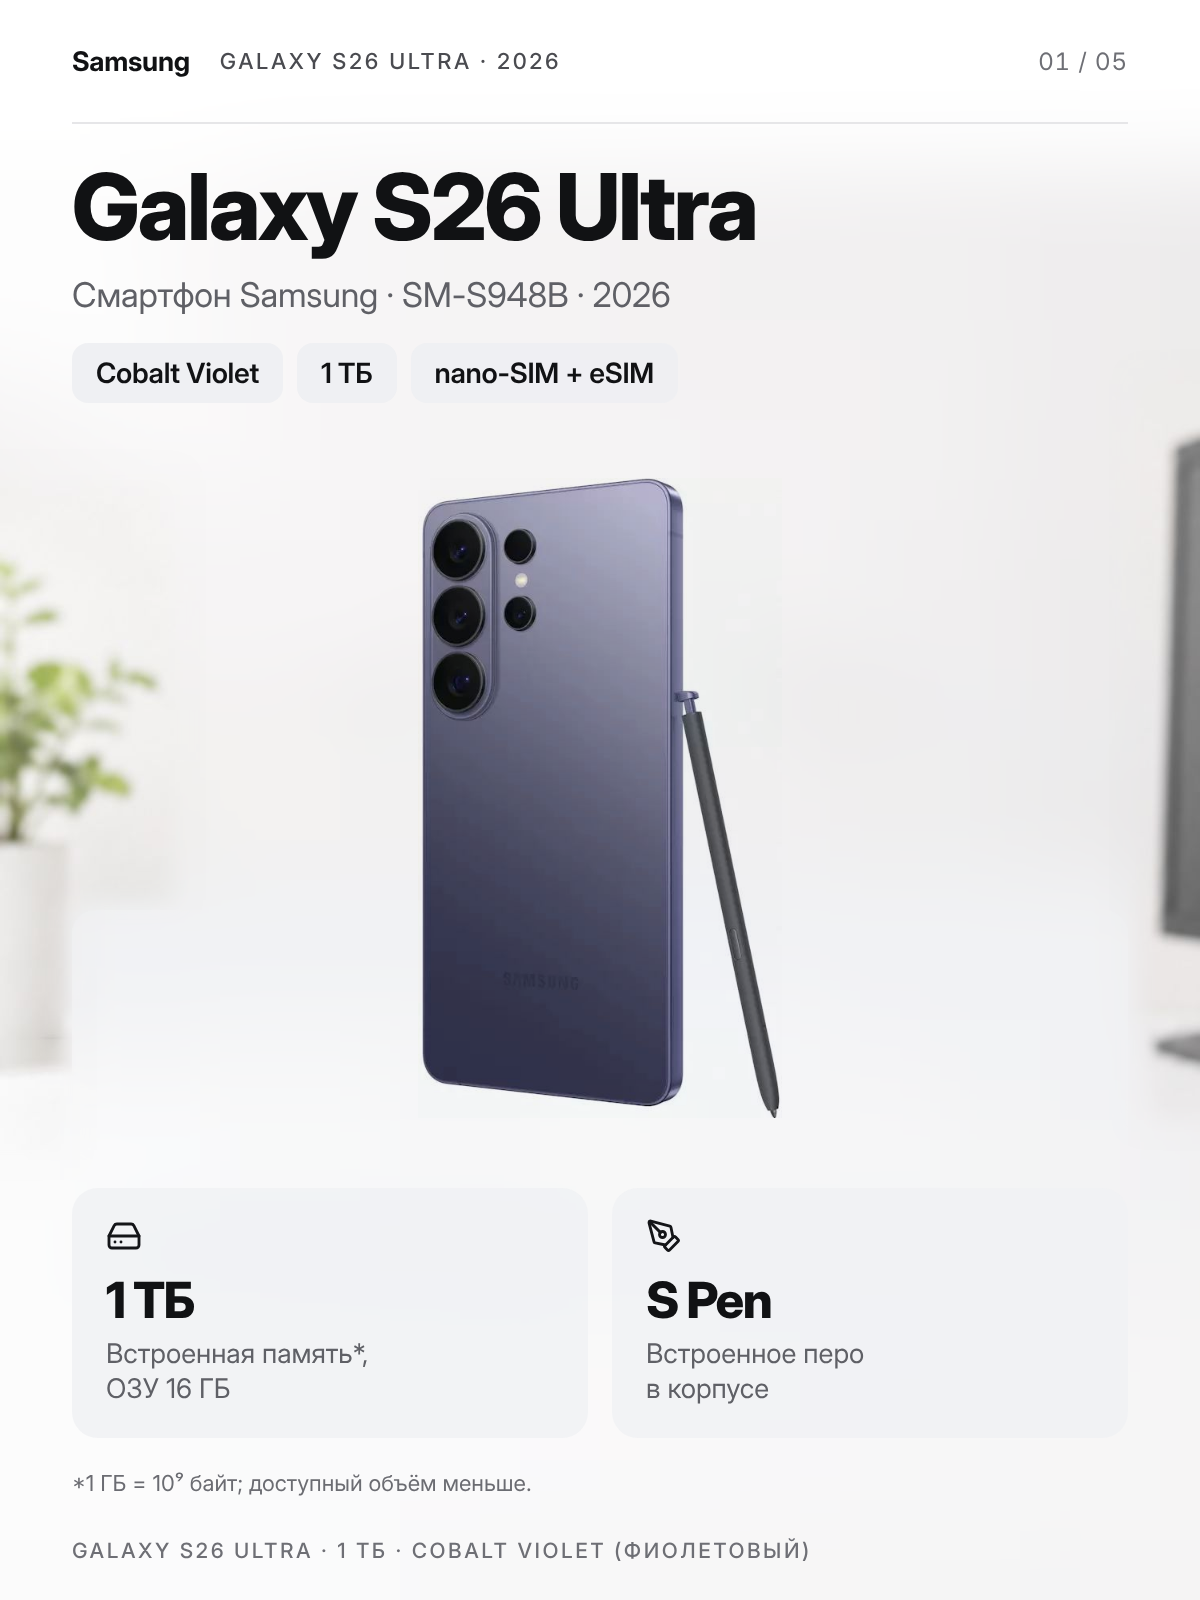 Samsung GALAXY S26 ULTRA · 2026 01 / 05
Galaxy S26 Ultra
Смартфон Samsung · SM-S948B · 2026
Cobalt Violet 1 ТБ nano-SIM + eSIM
SAMSUNG
1 ТБ
Встроенная память*,
ОЗУ 16 ГБ
S Pen
Встроенное перо
в корпусе
*1 ГБ = 10⁹ байт; доступный объём меньше.
GALAXY S26 ULTRA · 1 ТБ · COBALT VIOLET (ФИОЛЕТОВЫЙ)